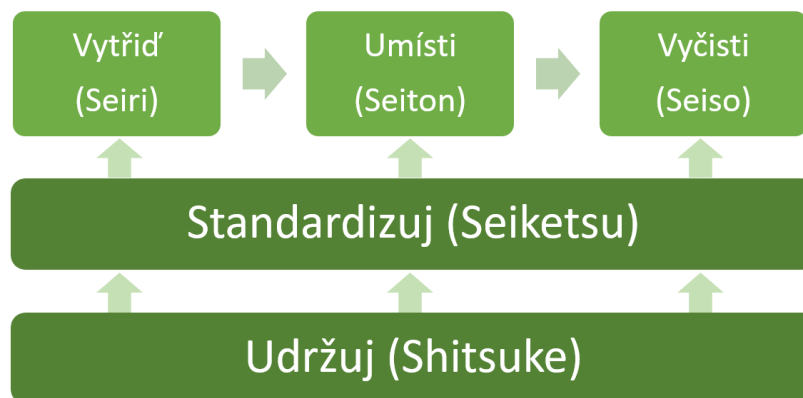 Vytřiď
(Seiri)
Umísti
(Seiton)
Vyčisti
(Seiso)
Standardizuj (Seiketsu)
Udržuj (Shitsuke)